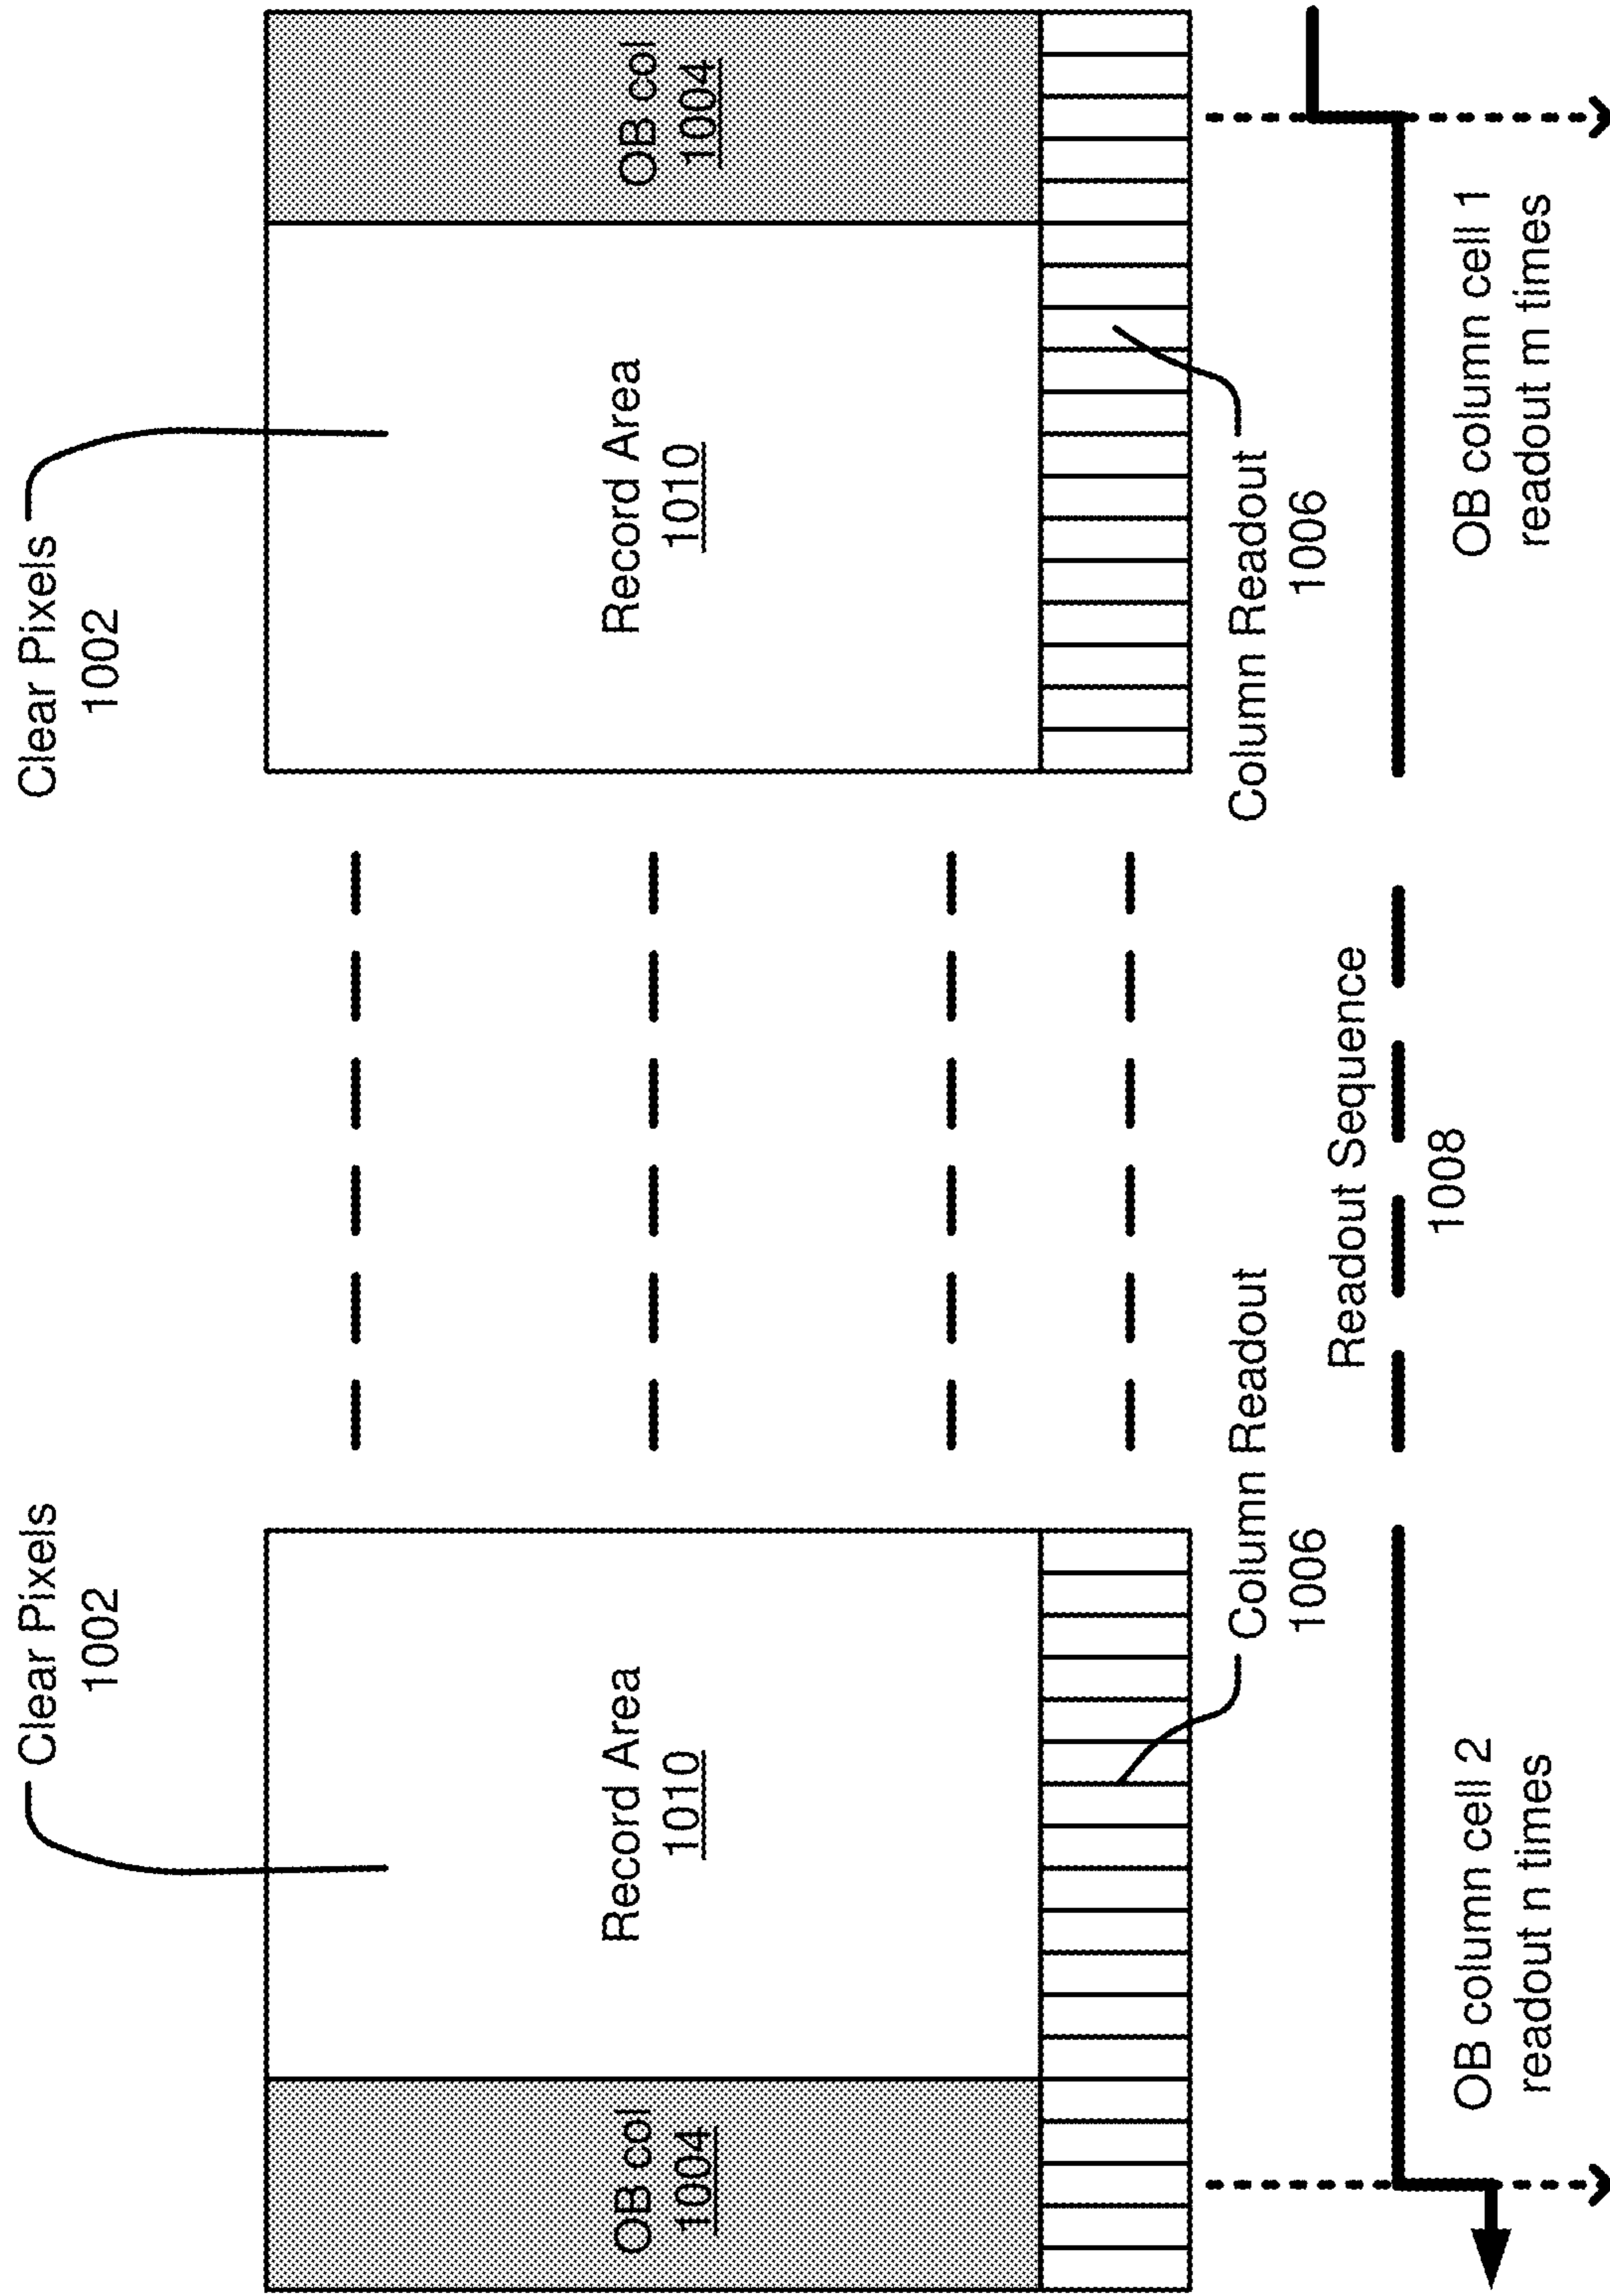 Clear Pixels
1002
Clear Pixels
1002
OB col
1004
Record Area
1010
Record Area
1010
OB col
1004
Column Readout
1006
Column Readout
1006
Readout Sequence
1008
OB column cell 2
readout n times
OB column cell 1
readout m times